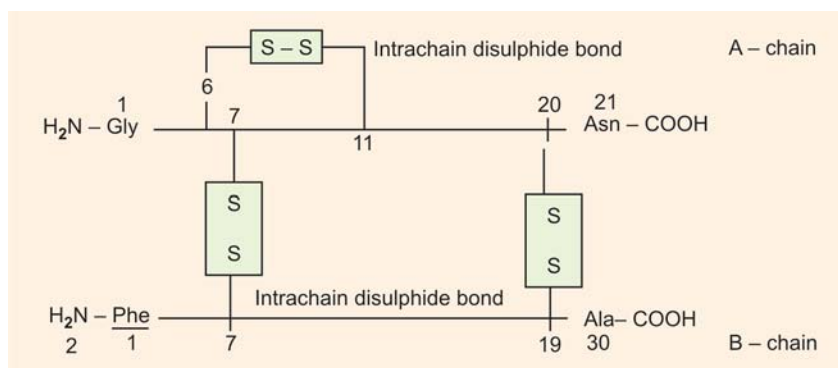 S – S Intrachain disulphide bond A – chain
6
1 7 20 21
H₂N – Gly Asn – COOH
11
S S
S S
Intrachain disulphide bond
H₂N – Phe Ala– COOH
2 1 7 19 30 B – chain